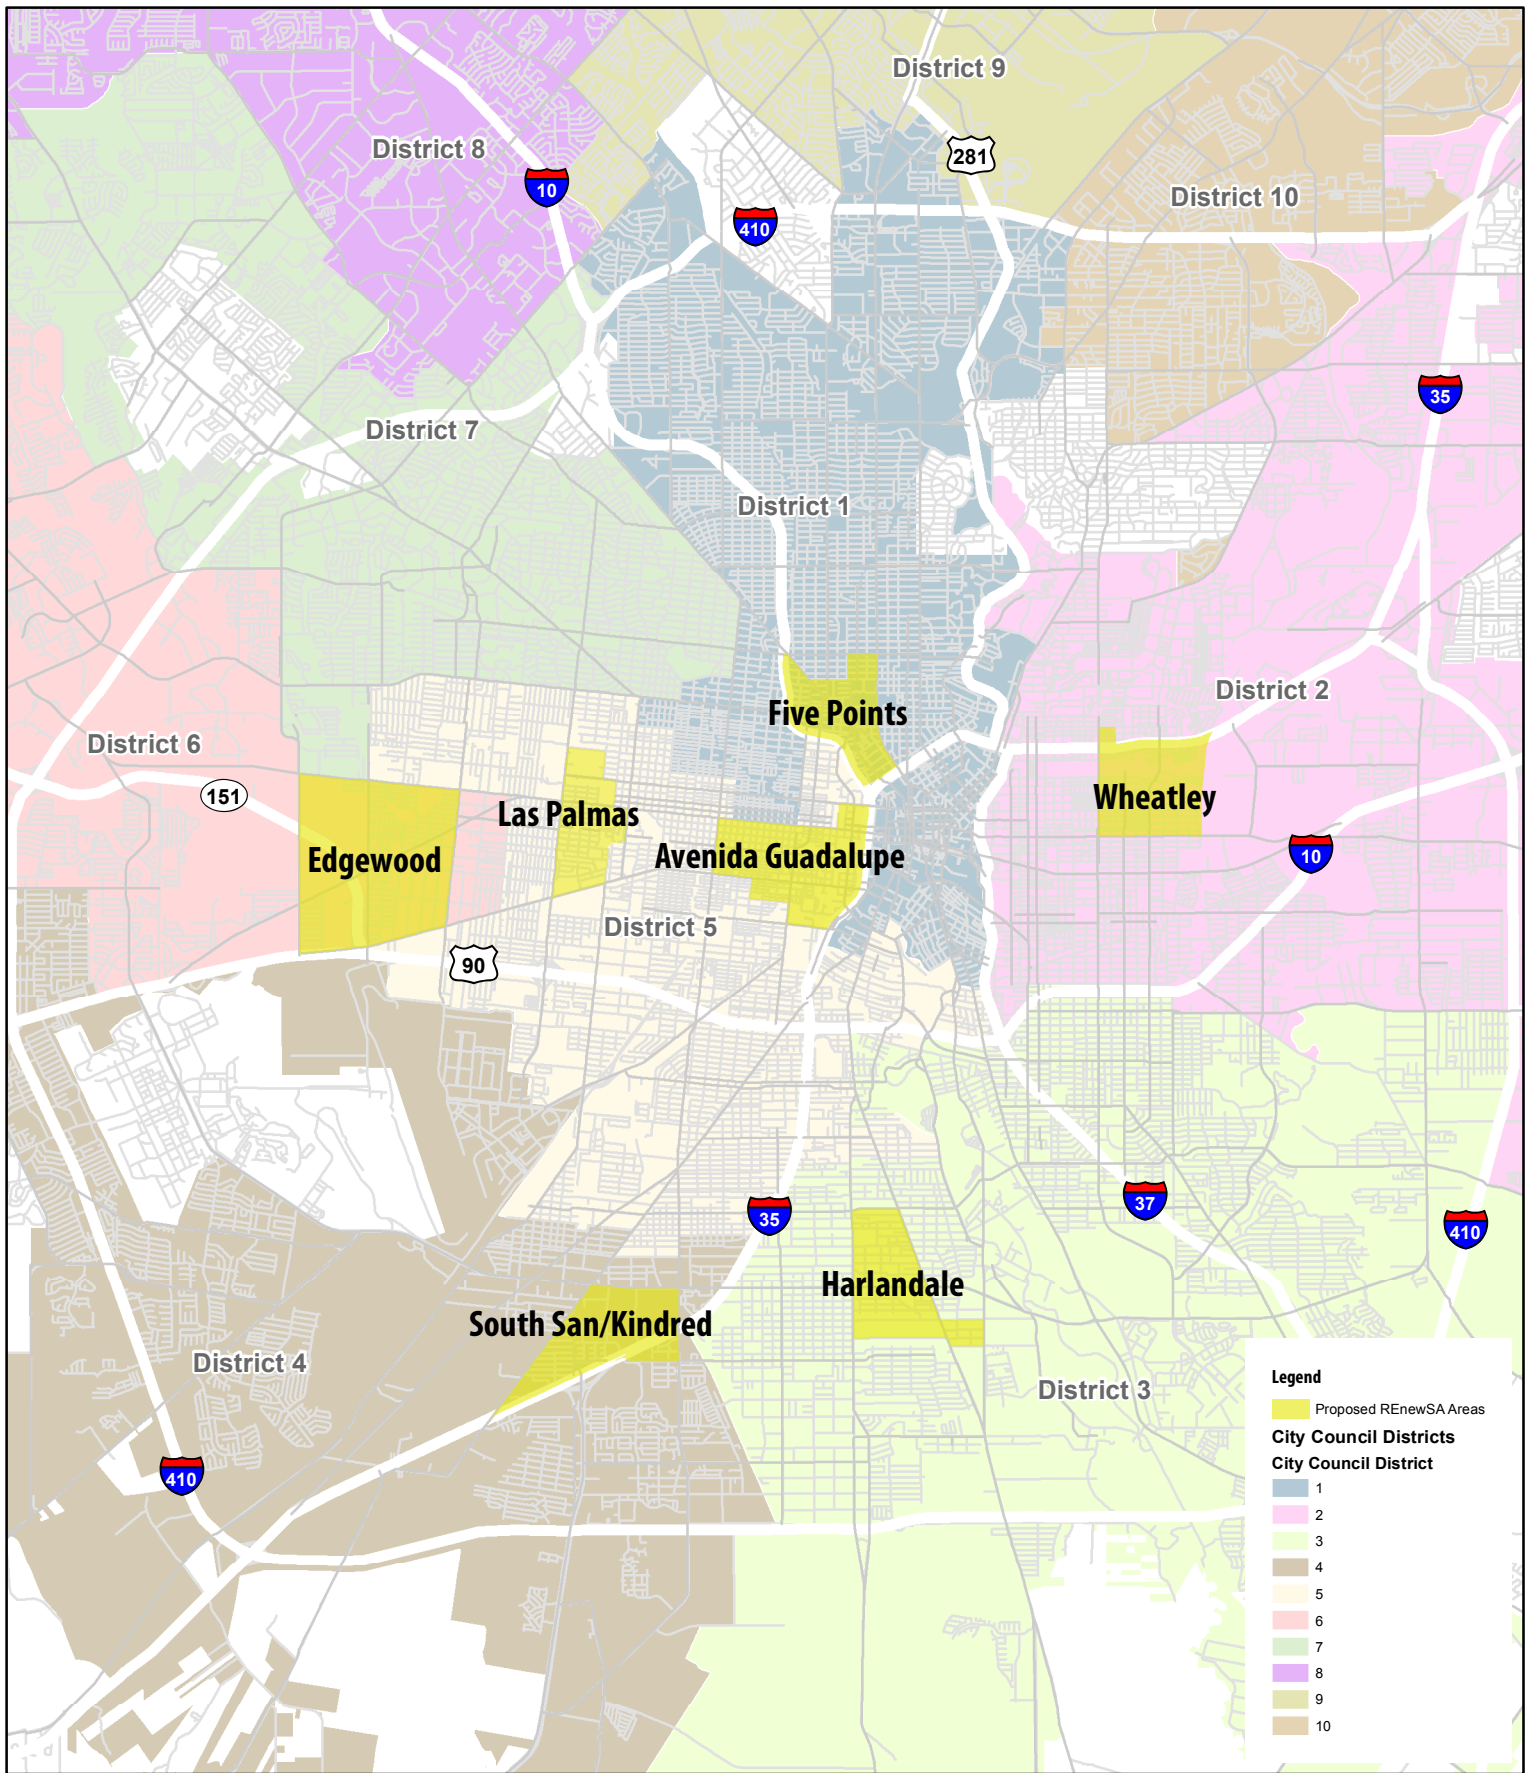 District 9
281
District 8
10
District 10
410
35
District 7
District 1
District 2
Five Points
District 6
151
Las Palmas
Wheatley
Edgewood
Avenida Guadalupe
10
District 5
90
37
35
410
Harlandale
South San/Kindred
District 4
District 3
410
Legend
Proposed REnewSA Areas
City Council Districts
City Council District
1
2
3
4
5
6
7
8
9
10